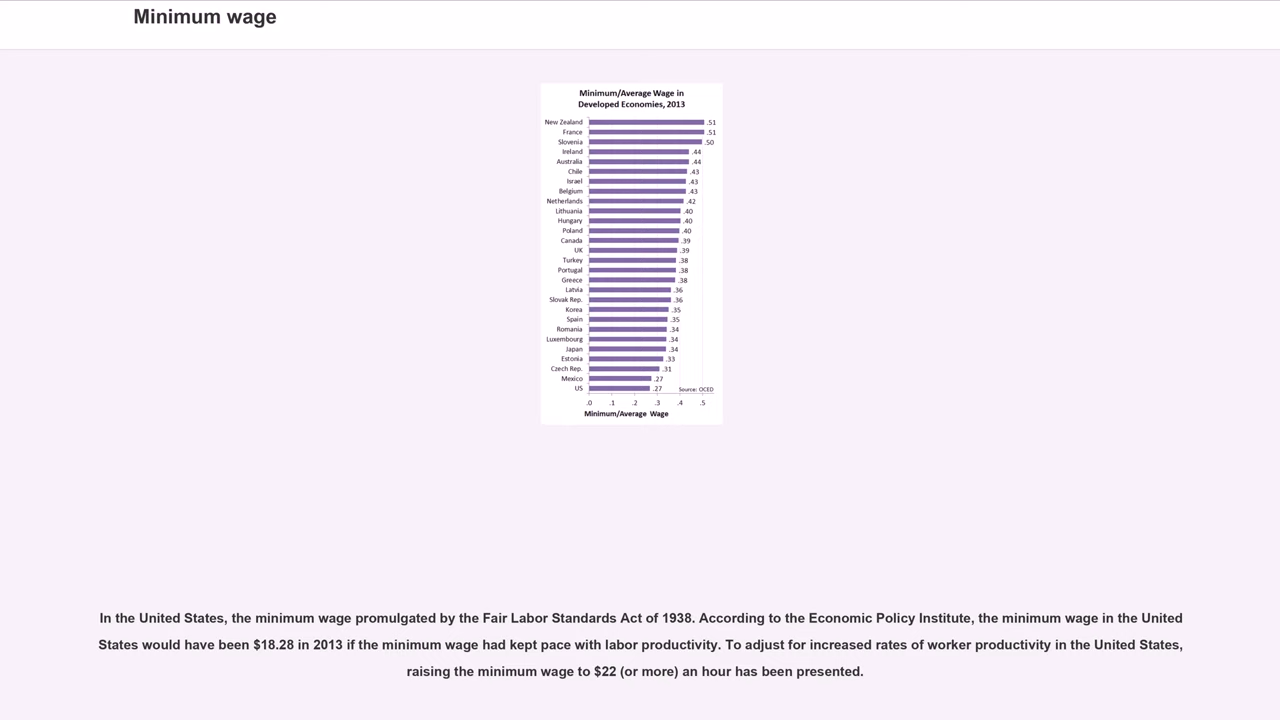 Minimum wage
Minimum/Average Wage in
Developed Economies, 2013
New Zealand .51
France .51
Slovenia .50
Ireland .44
Australia .44
Chile .43
Israel .43
Belgium .43
Netherlands .42
Lithuania .40
Hungary .40
Poland .40
Canada .39
UK .39
Turkey .38
Portugal .38
Greece .38
Latvia .36
Slovak Rep. .36
Korea .35
Spain .35
Romania .34
Luxembourg .34
Japan .34
Estonia .33
Czech Rep. .31
Mexico .27
US .27 Source: OCED
.0 .1 .2 .3 .4 .5
Minimum/Average Wage
In the United States, the minimum wage promulgated by the Fair Labor Standards Act of 1938. According to the Economic Policy Institute, the minimum wage in the United
States would have been $18.28 in 2013 if the minimum wage had kept pace with labor productivity. To adjust for increased rates of worker productivity in the United States,
raising the minimum wage to $22 (or more) an hour has been presented.